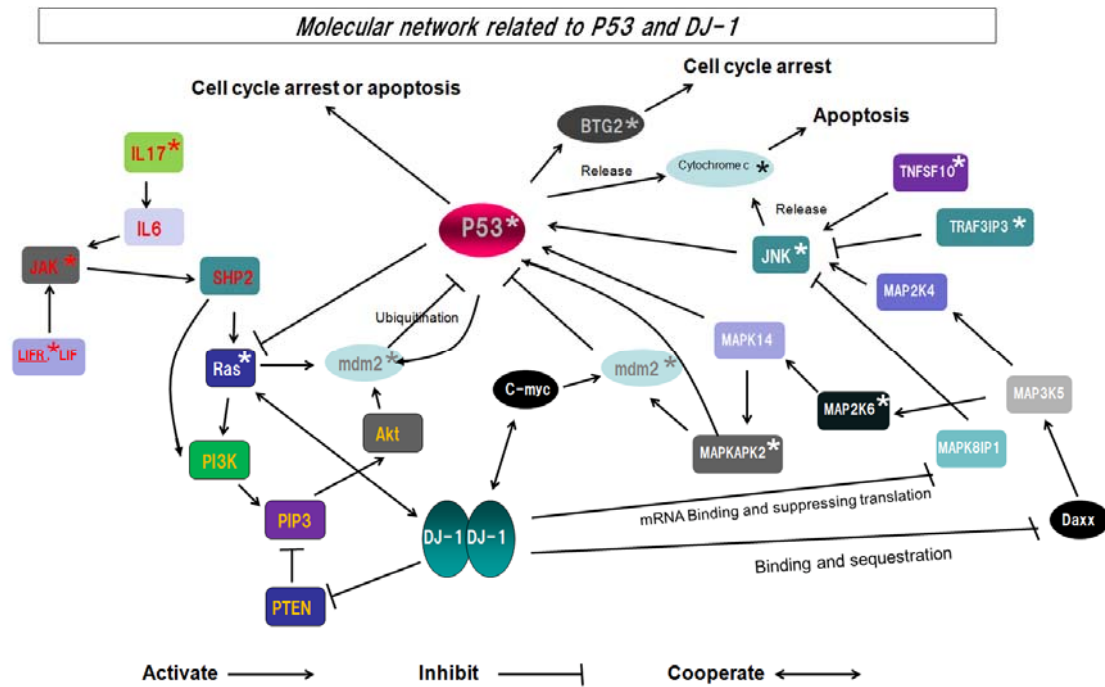 Molecular network related to P53 and DJ-1
Cell cycle arrest
Cell cycle arrest or apoptosis
BTG2*
Apoptosis
IL17*
Cytochrome c *
TNFSF10*
Release
IL6
P53*
Release
TRAF3IP3*
JAK*
SHP2
JNK*
MAP2K4
Ubiquitination
LIFR.*LIF
Ras*
mdm2*
mdm2*
MAPK14
C-myc
MAP3K5
MAP2K6*
Akt
MAPKAPK2*
MAPK8IP1
PI3K
PIP3
mRNA Binding and suppressing translation
Daxx
DJ-1 DJ-1
Binding and sequestration
PTEN
Activate
Inhibit
Cooperate